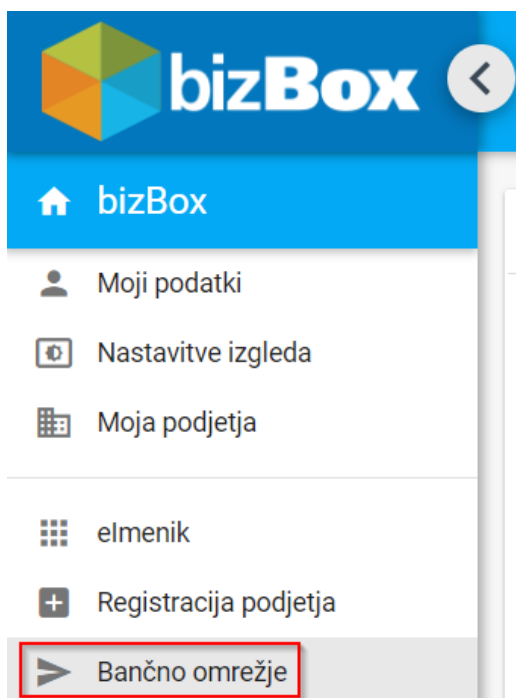 bizBox
bizBox
Moji podatki
Nastavitve izgleda
Moja podjetja
eImenik
Registracija podjetja
Bančno omrežje